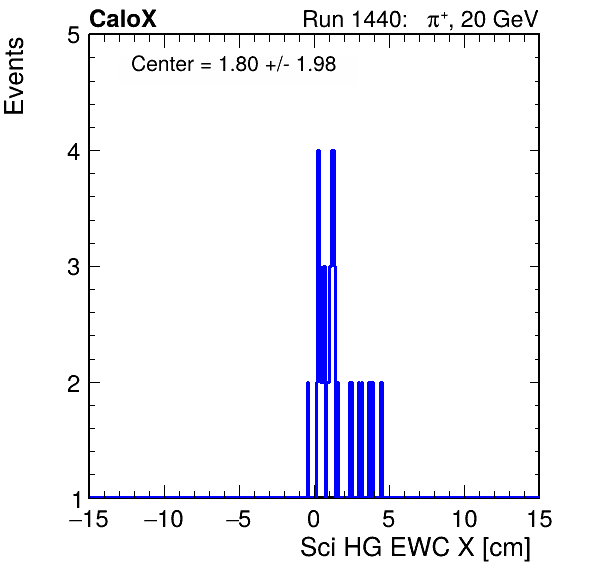 CaloX Run 1440: π⁺, 20 GeV
Events
Center = 1.80 +/- 1.98
5
4
3
2
1
−15 −10 −5 0 5 10 15
Sci HG EWC X [cm]